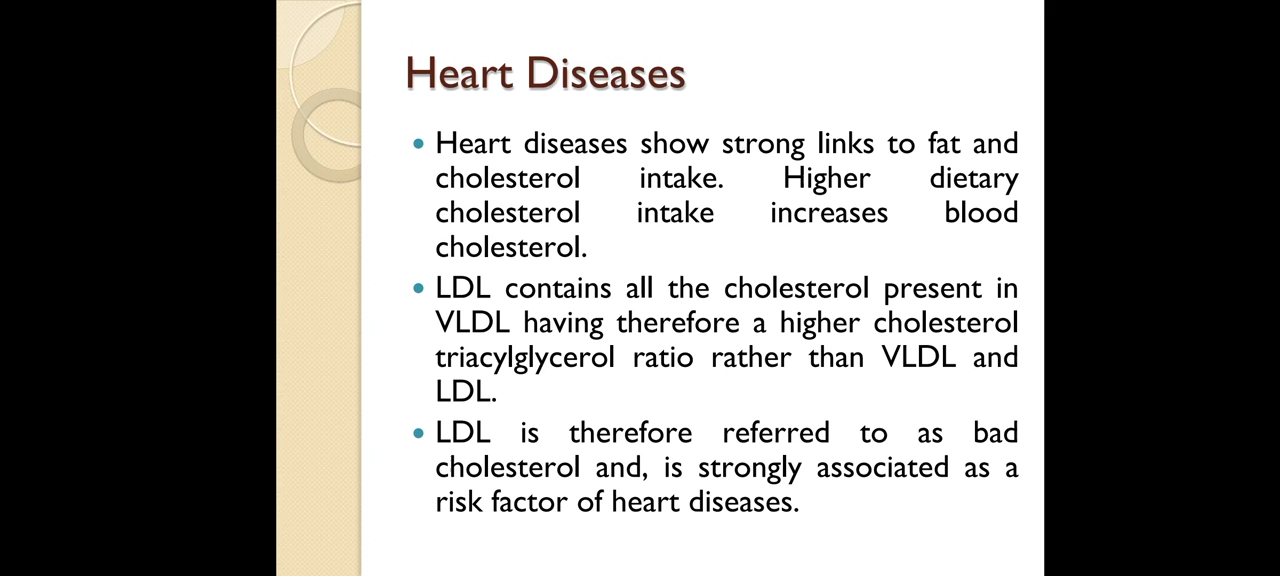 Heart Diseases
Heart diseases show strong links to fat and
cholesterol intake. Higher dietary
cholesterol intake increases blood
cholesterol.
LDL contains all the cholesterol present in
VLDL having therefore a higher cholesterol
triacylglycerol ratio rather than VLDL and
LDL.
LDL is therefore referred to as bad
cholesterol and, is strongly associated as a
risk factor of heart diseases.